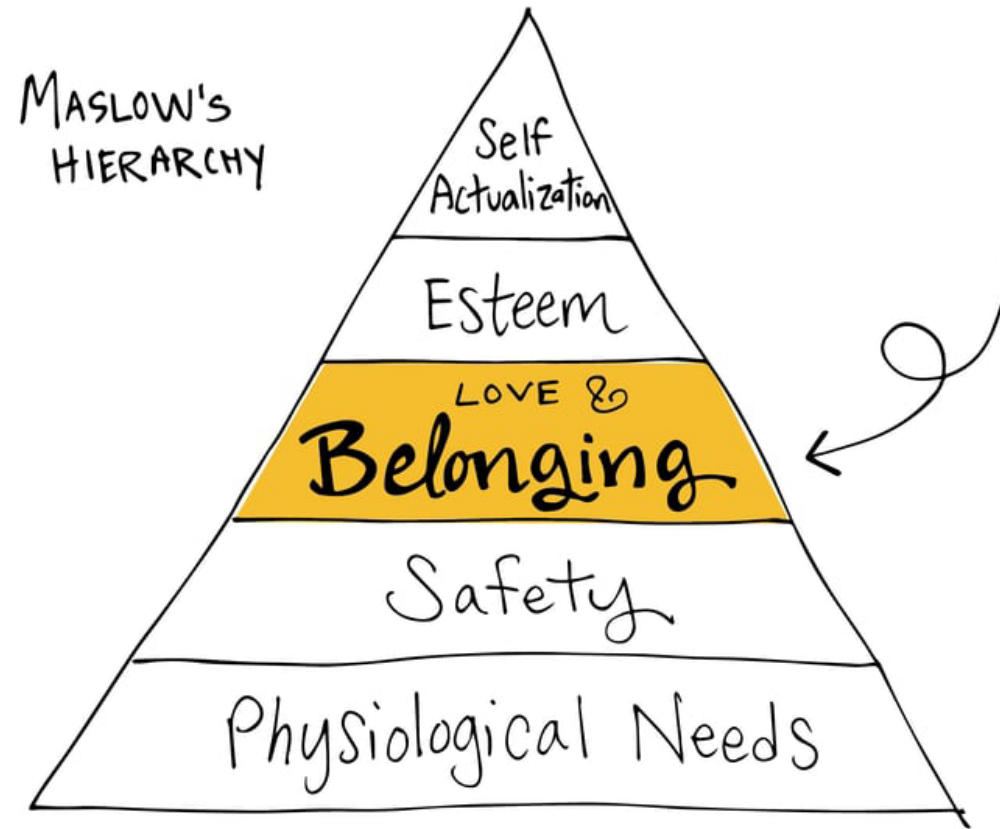 MASLOW'S
HIERARCHY
Self
Actualization
Esteem
LOVE &
Belonging
Safety
Physiological Needs